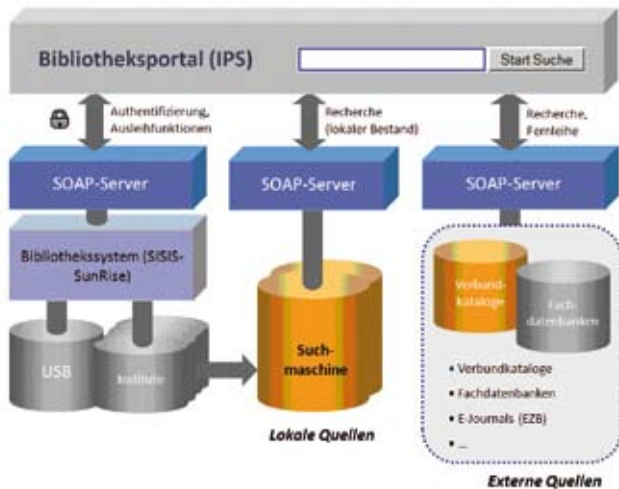 Bibliotheksportal (IPS)
Start Suche
Authentifizierung,
Ausleihfunktionen
Recherche
(lokaler Bestand)
Recherche,
Fernleihe
SOAP-Server
SOAP-Server
SOAP-Server
Bibliothekssystem (SISIS-
SunRise)
USB
Institute
Such-
maschine
Lokale Quellen
Verbund-
kataloge
Fach-
datenbanken
• Verbundkataloge
• Fachdatenbanken
• E-Journals (EZB)
• ...
Externe Quellen